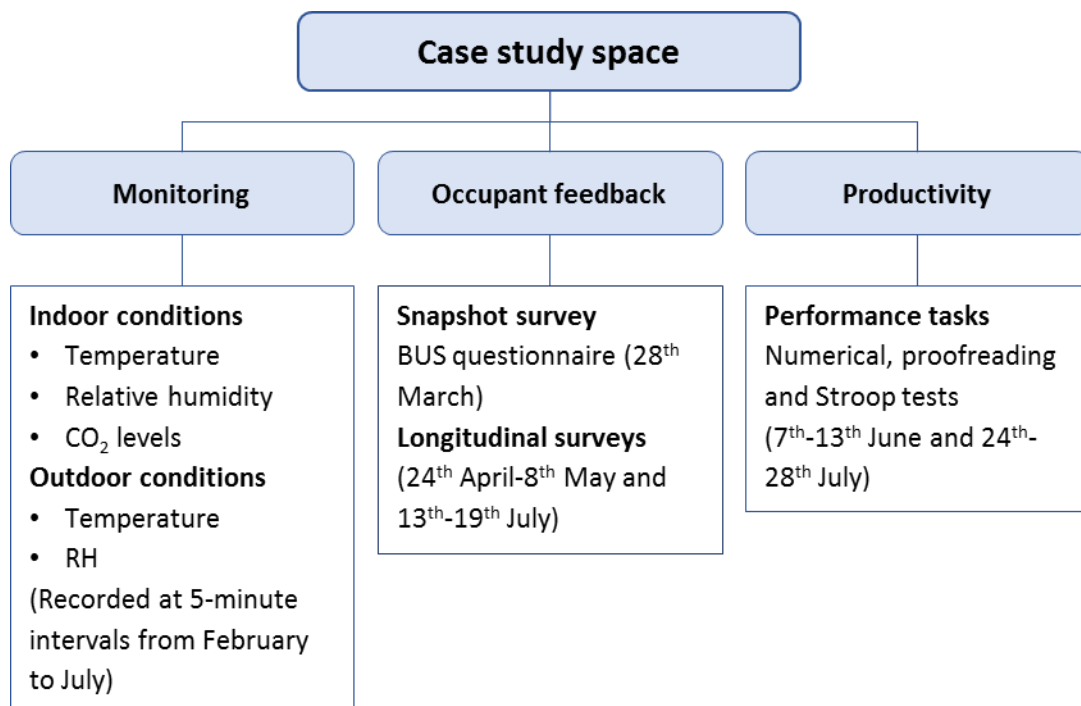 Case study space
Monitoring
Indoor conditions
• Temperature
• Relative humidity
• CO₂ levels
Outdoor conditions
• Temperature
• RH
(Recorded at 5-minute
intervals from February
to July)
Occupant feedback
Snapshot survey
BUS questionnaire (28th
March)
Longitudinal surveys
(24th April-8th May and
13th-19th July)
Productivity
Performance tasks
Numerical, proofreading
and Stroop tests
(7th-13th June and 24th-
28th July)